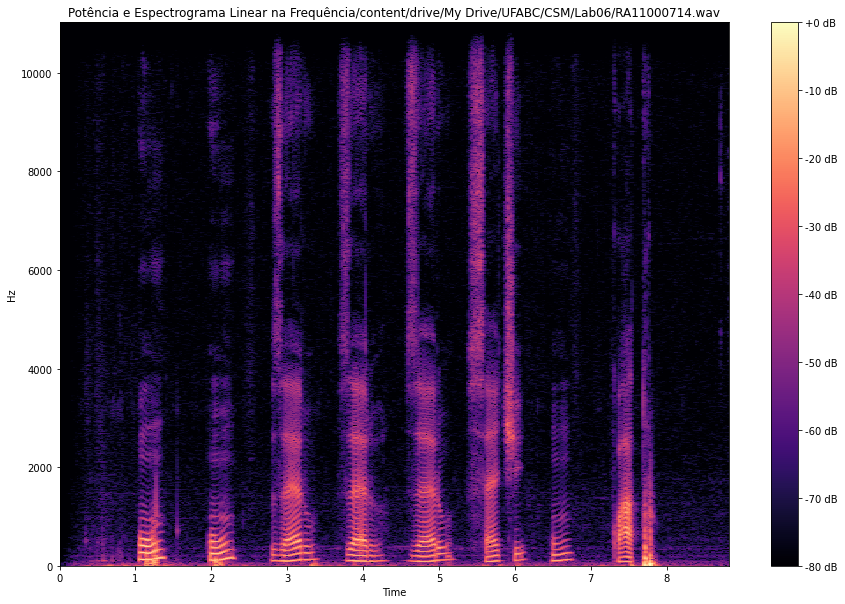 Potência e Espectrograma Linear na Frequência/content/drive/My Drive/UFABC/CSM/Lab06/RA11000714.wav
+0 dB
10000
-10 dB
8000
-20 dB
-30 dB
6000
Hz
-40 dB
4000
-50 dB
-60 dB
2000
-70 dB
0
-80 dB
0 1 2 3 4 5 6 7 8
Time